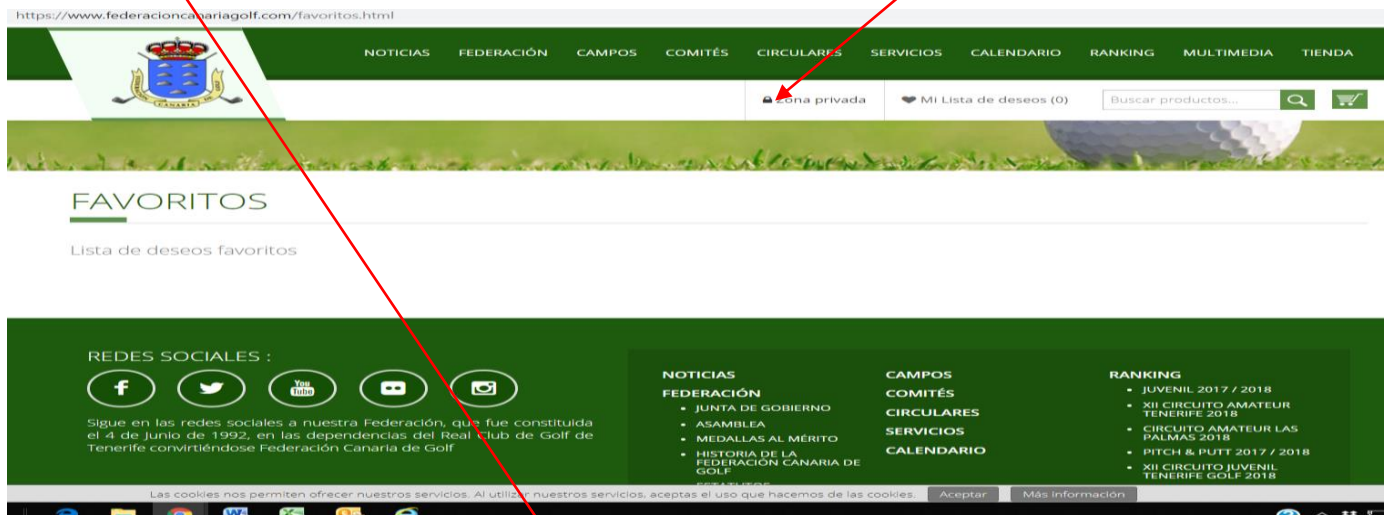 https://www.federacioncanariagolf.com/favoritos.html
NOTICIAS FEDERACIÓN CAMPOS COMITÉS CIRCULARES SERVICIOS CALENDARIO RANKING MULTIMEDIA TIENDA
CANARIA
Zona privada Mi Lista de deseos (0) Buscar productos...
FAVORITOS
Lista de deseos favoritos
REDES SOCIALES :
You
Tube
Sigue en las redes sociales a nuestra Federación, que fue constituida
el 4 de Junio de 1992, en las dependencias del Real Club de Golf de
Tenerife convirtiéndose Federación Canaria de Golf
NOTICIAS
FEDERACIÓN
JUNTA DE GOBIERNO
ASAMBLEA
MEDALLAS AL MÉRITO
HISTORIA DE LA
FEDERACIÓN CANARIA DE
GOLF
ESTATUTOS
CAMPOS
COMITÉS
CIRCULARES
SERVICIOS
CALENDARIO
RANKING
JUVENIL 2017 / 2018
XII CIRCUITO AMATEUR
TENERIFE 2018
CIRCUITO AMATEUR LAS
PALMAS 2018
PITCH & PUTT 2017 / 2018
XII CIRCUITO JUVENIL
TENERIFE GOLF 2018
Las cookies nos permiten ofrecer nuestros servicios. Al utilizar nuestros servicios, aceptas el uso que hacemos de las cookies. Aceptar Más información